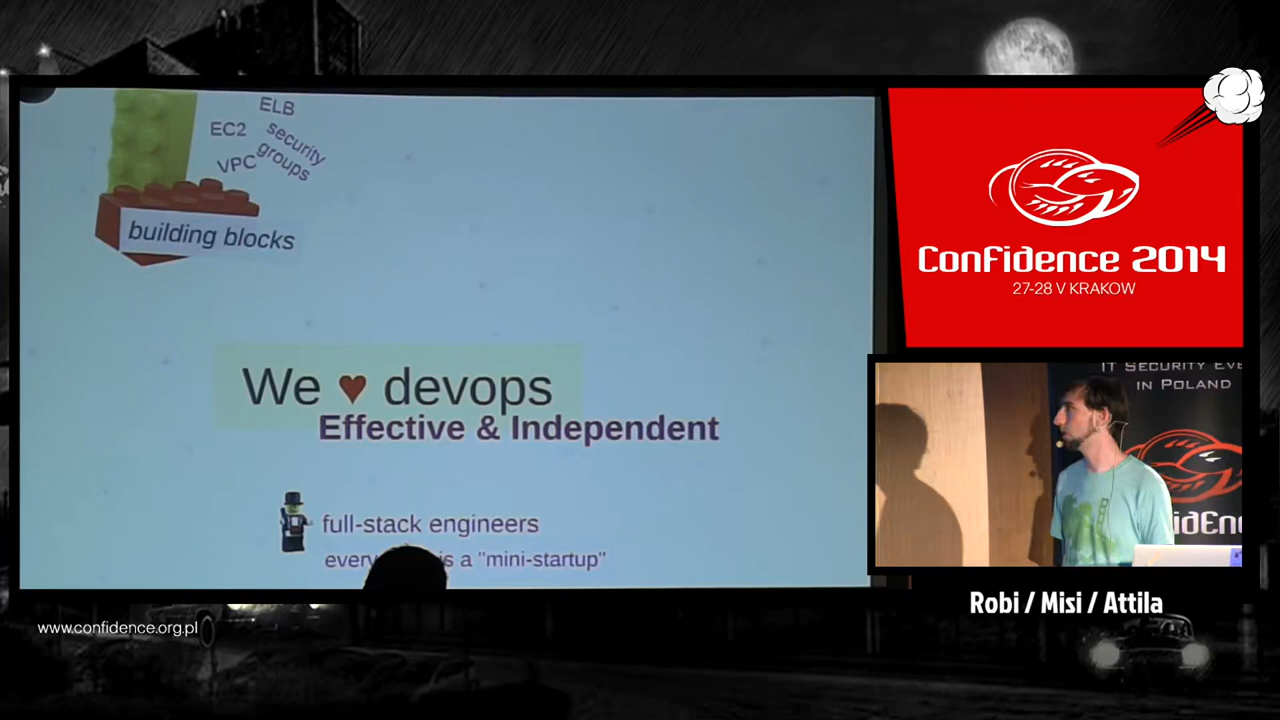 ELB
EC2
security
groups
VPC
building blocks
We ♥ devops
Effective & Independent
full-stack engineers
is a "mini-startup"
Confidence 2014
27-28 V KRAKOW
IT SECURITY
IN POLAND
Robi / Misi / Attila
www.confidence.org.pl